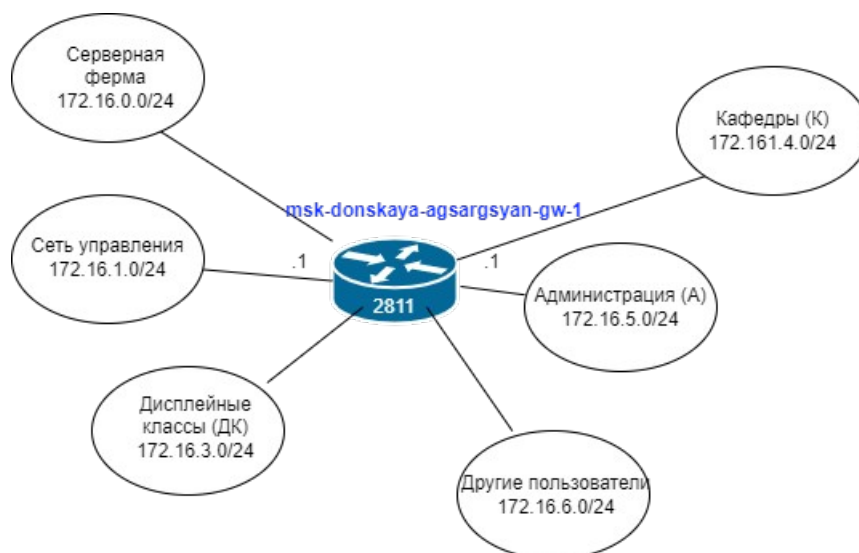 Серверная
ферма
172.16.0.0/24
Кафедры (К)
172.161.4.0/24
msk-donskaya-agsargsyan-gw-1
Сеть управления
172.16.1.0/24
.1
.1
2811
Администрация (А)
172.16.5.0/24
Дисплейные
классы (ДК)
172.16.3.0/24
Другие пользователи
172.16.6.0/24